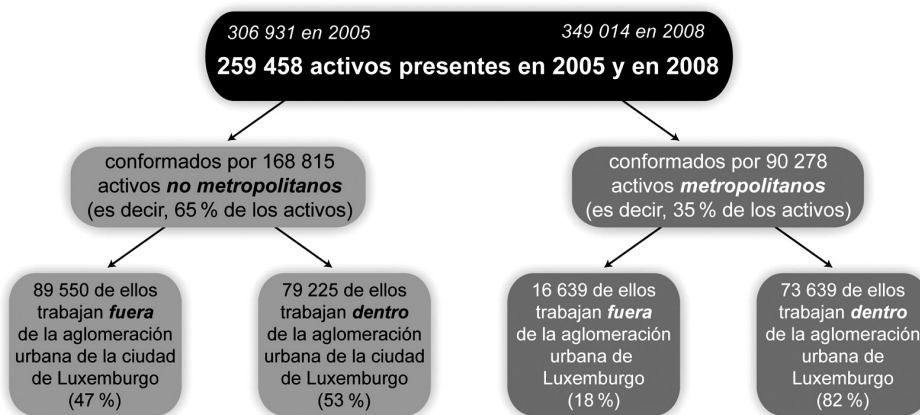 306 931 en 2005
349 014 en 2008
259 458 activos presentes en 2005 y en 2008
conformados por 168 815
activos no metropolitanos
(es decir, 65 % de los activos)
conformados por 90 278
activos metropolitanos
(es decir, 35 % de los activos)
89 550 de ellos
trabajan fuera
de la aglomeración
urbana de la ciudad
de Luxemburgo
(47 %)
79 225 de ellos
trabajan dentro
de la aglomeración
urbana de la ciudad
de Luxemburgo
(53 %)
16 639 de ellos
trabajan fuera
de la aglomeración
urbana de
Luxemburgo
(18 %)
73 639 de ellos
trabajan dentro
de la aglomeración
urbana de
Luxemburgo
(82 %)